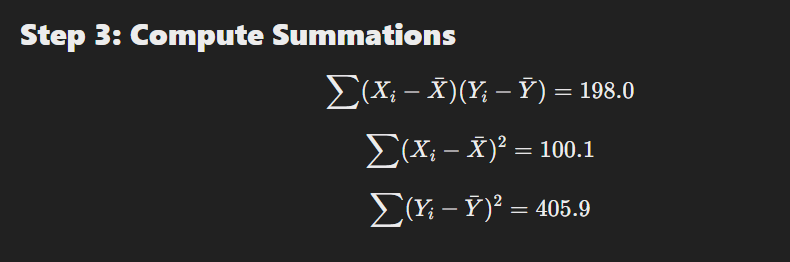 Step 3: Compute Summations
∑(Xᵢ − X̄)(Yᵢ − Ȳ) = 198.0
∑(Xᵢ − X̄)² = 100.1
∑(Yᵢ − Ȳ)² = 405.9